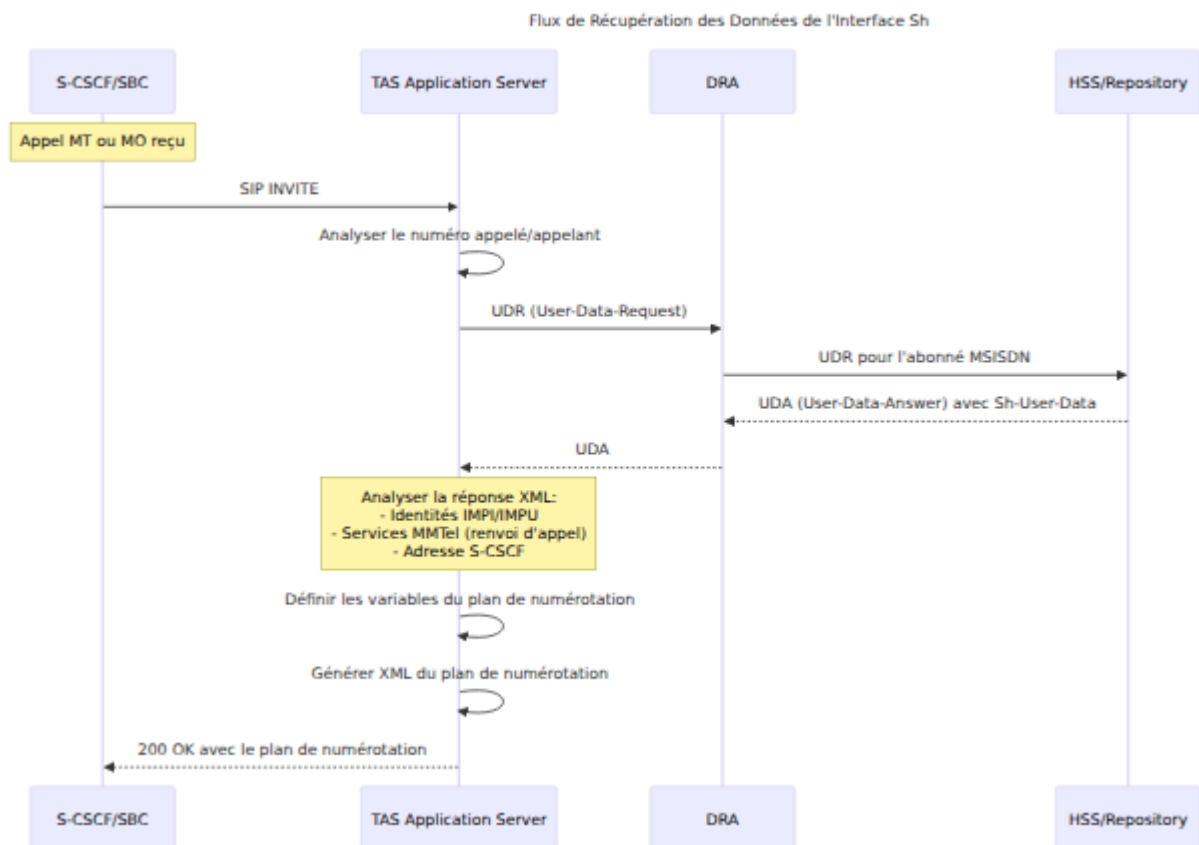 Flux de Récupération des Données de l'Interface Sh
S-CSCF/SBC
TAS Application Server
DRA
HSS/Repository
Appel MT ou MO reçu
SIP INVITE
Analyser le numéro appelé/appelant
UDR (User-Data-Request)
UDR pour l'abonné MSISDN
UDA (User-Data-Answer) avec Sh-User-Data
UDA
Analyser la réponse XML:
- Identités IMPI/IMPU
- Services MMTel (renvoi d'appel)
- Adresse S-CSCF
Définir les variables du plan de numérotation
Générer XML du plan de numérotation
200 OK avec le plan de numérotation
S-CSCF/SBC
TAS Application Server
DRA
HSS/Repository